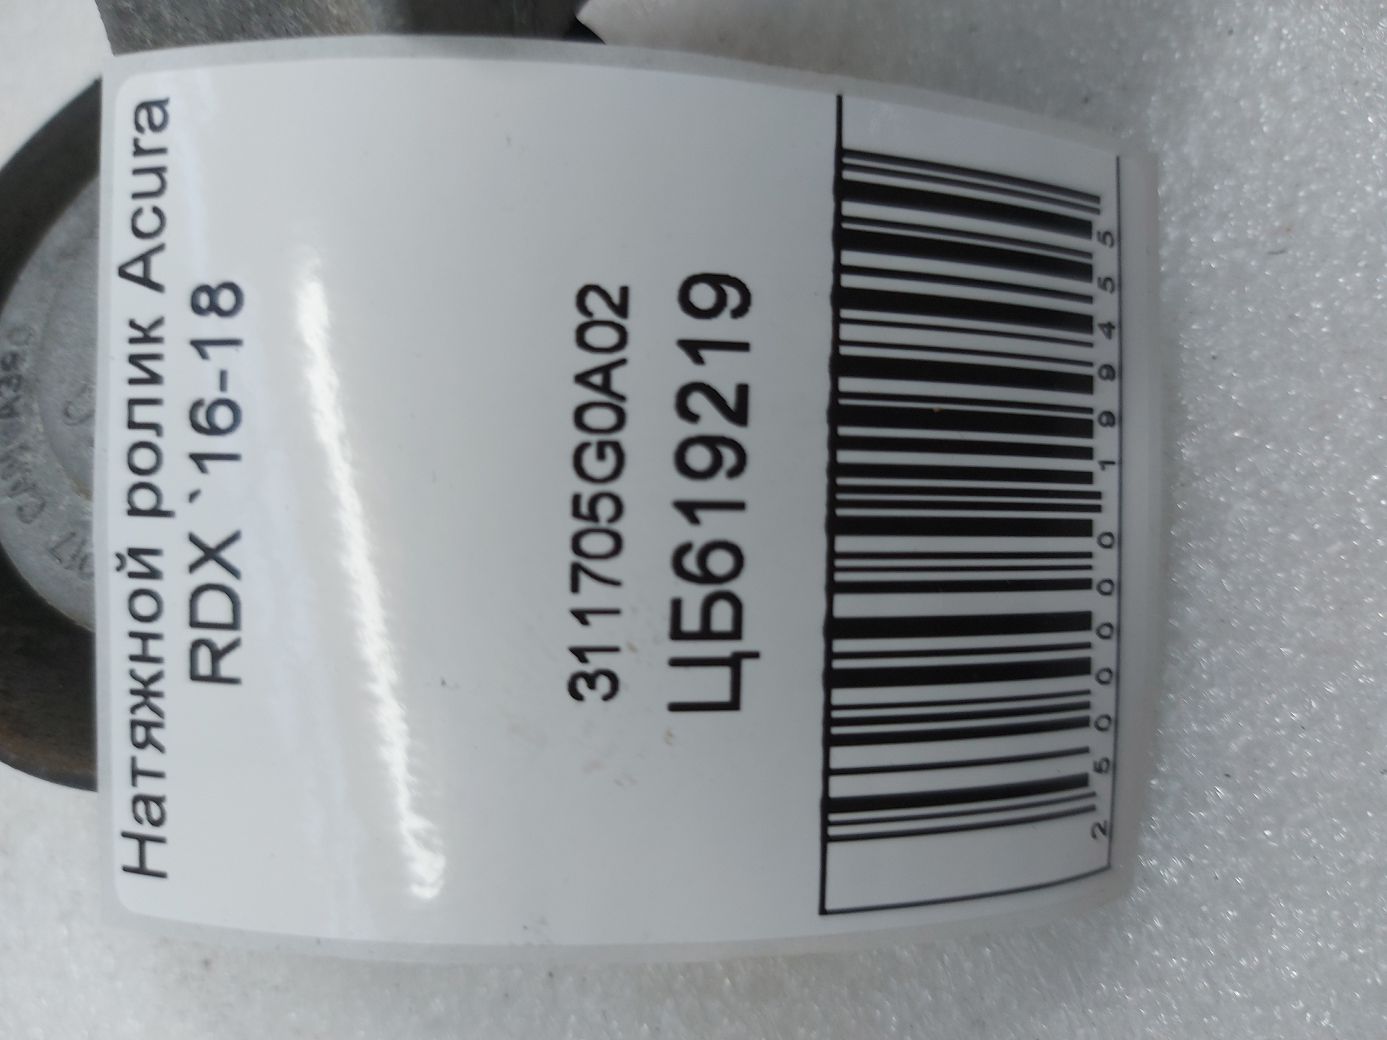 Натяжной ролик Acura
RDX `16-18
311705G0A02
ЦБ619219
2500000199455